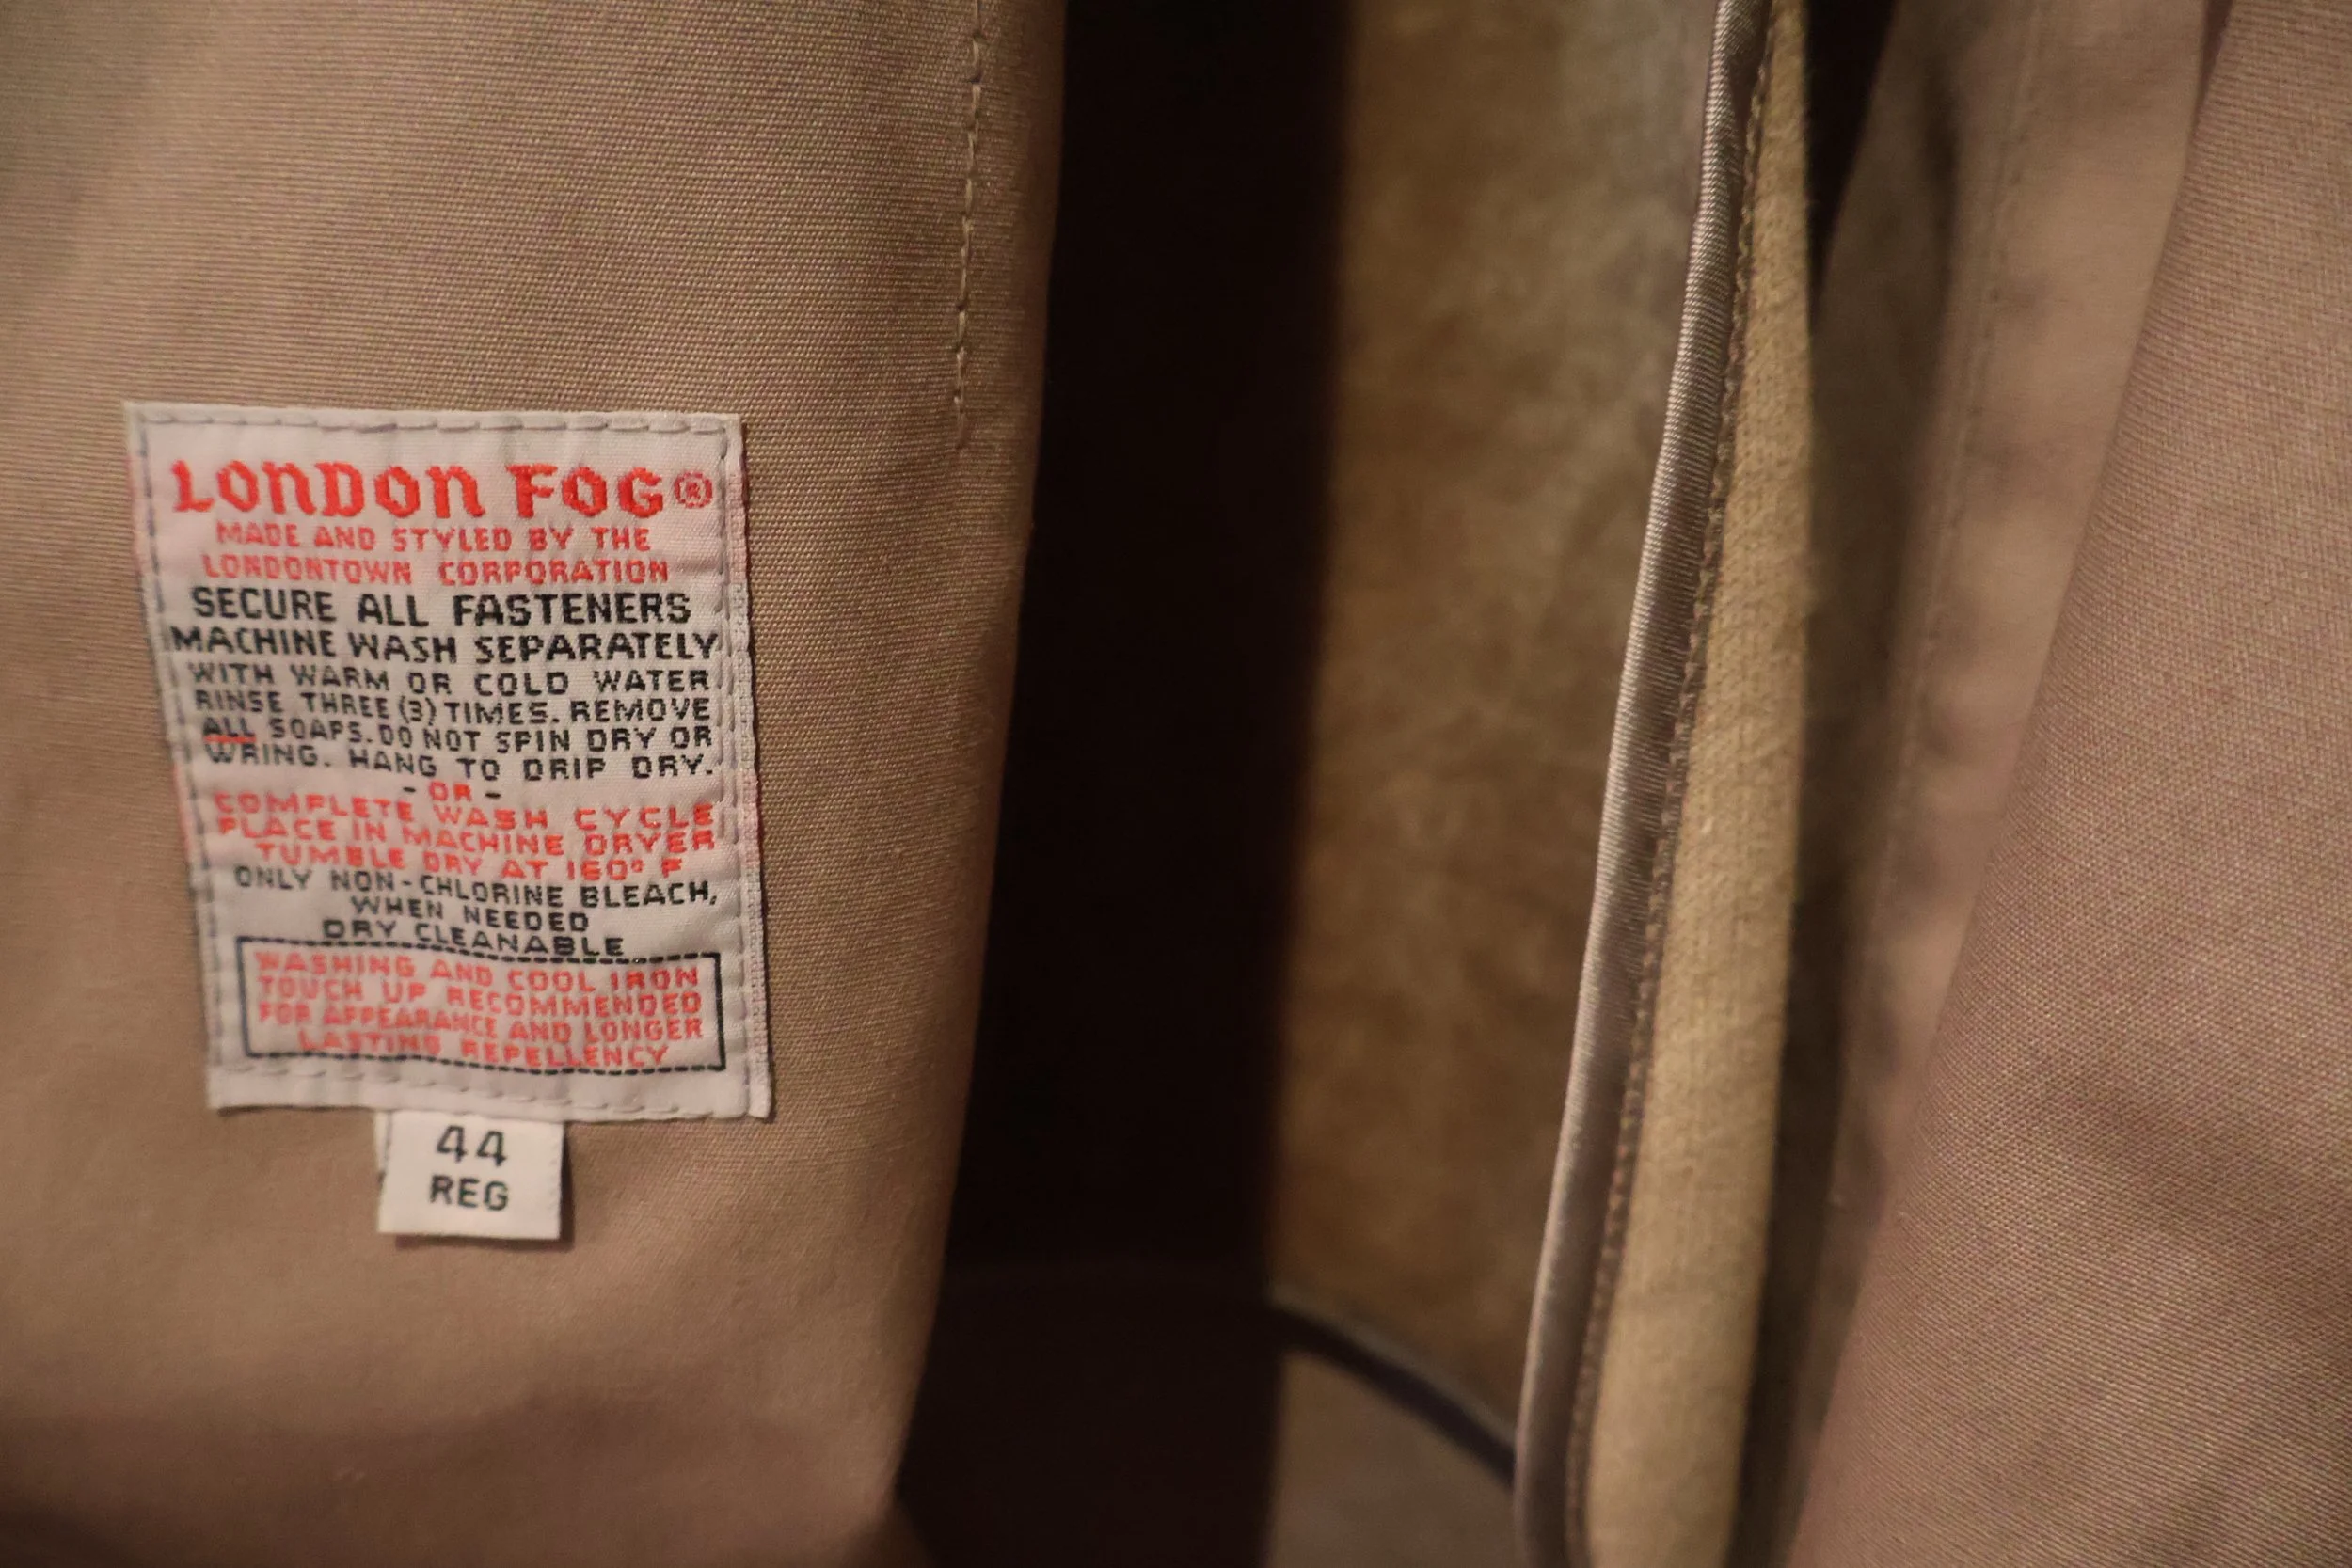 LONDON FOG®
MADE AND STYLED BY THE
LONDONTOWN CORPORATION
SECURE ALL FASTENERS
MACHINE WASH SEPARATELY
WITH WARM OR COLD WATER
RINSE THREE (3) TIMES. REMOVE
ALL SOAPS. DO NOT SPIN DRY OR
WRING. HANG TO DRIP DRY.
- OR -
COMPLETE WASH CYCLE
PLACE IN MACHINE DRYER
TUMBLE DRY AT 160° F
ONLY NON-CHLORINE BLEACH,
WHEN NEEDED
DRY CLEANABLE
WASHING AND COOL IRON
TOUCH UP RECOMMENDED
FOR APPEARANCE AND LONGER
LASTING REPELLENCY
44
REG